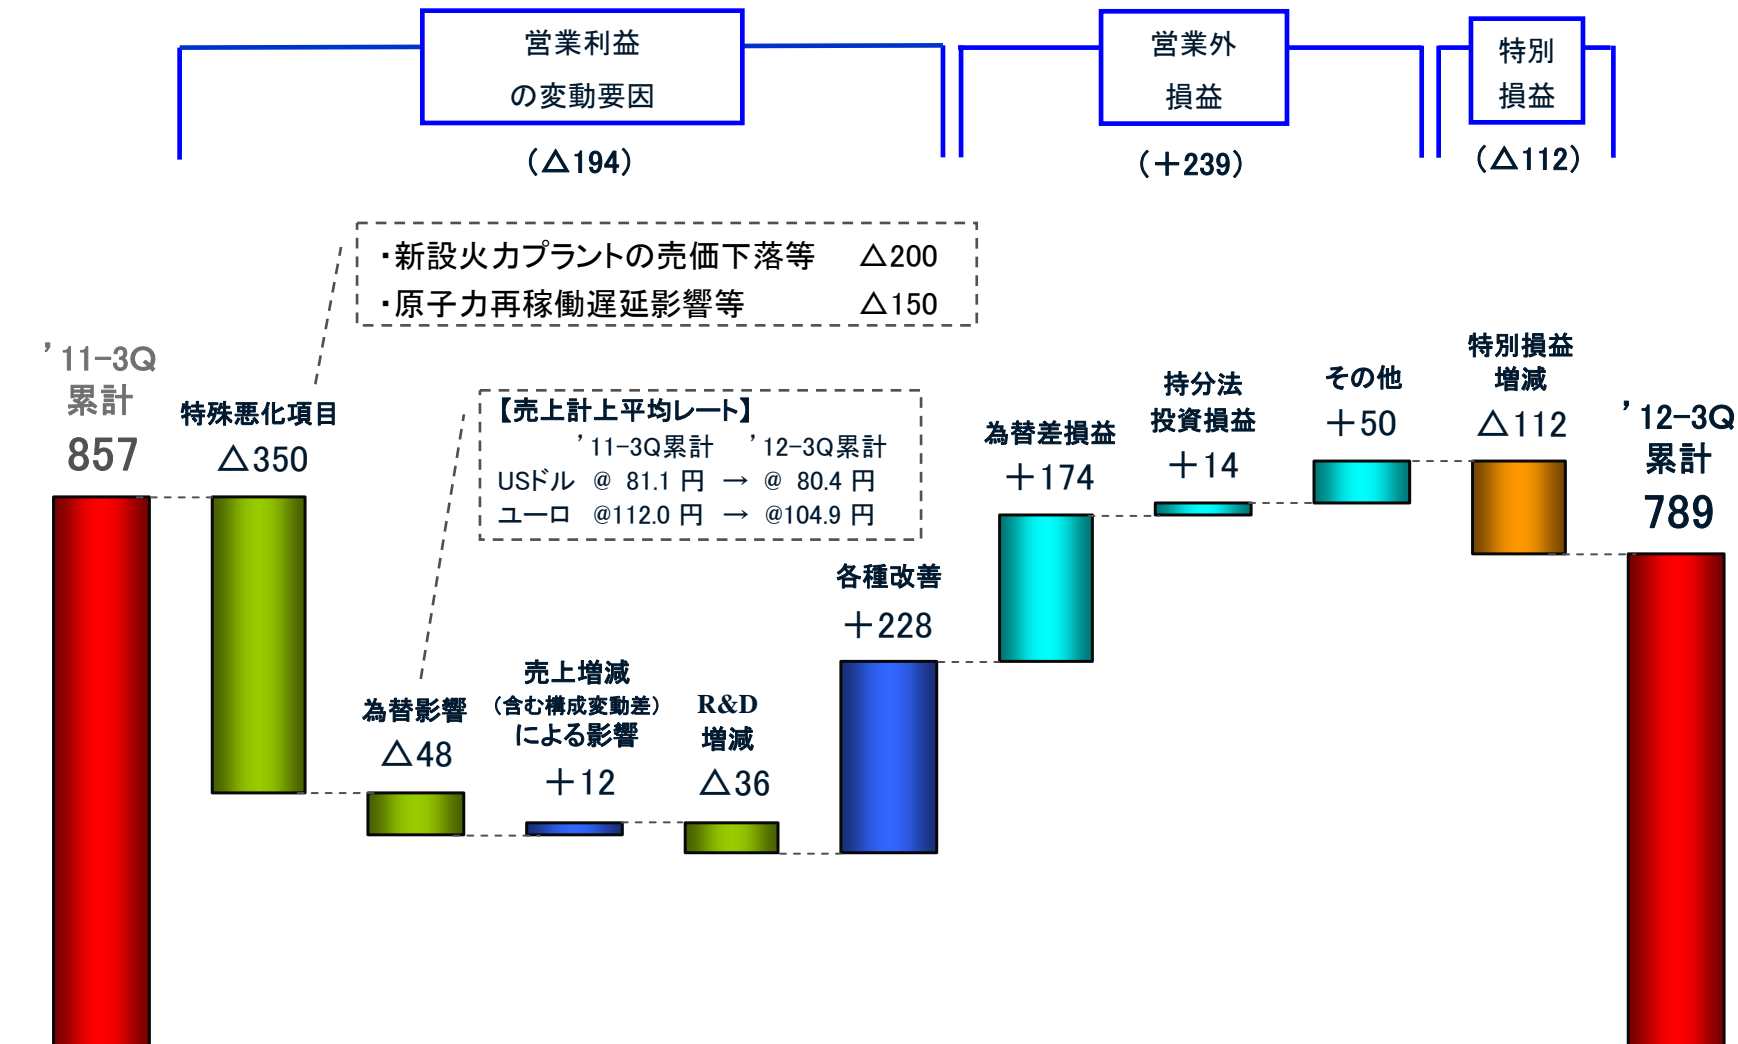 営業利益
の変動要因
(△194)
営業外
損益
(＋239)
特別
損益
(△112)
・新設火力プラントの売価下落等 △200
・原子力再稼働遅延影響等 △150
’11-3Q
累計
857
特殊悪化項目
△350
【売上計上平均レート】
’11-3Q累計 ’12-3Q累計
USドル @ 81.1 円 → @ 80.4 円
ユーロ @112.0 円 → @104.9 円
為替影響
△48
売上増減
(含む構成変動差)
による影響
＋12
R&D
増減
△36
各種改善
＋228
為替差損益
＋174
持分法
投資損益
＋14
その他
＋50
特別損益
増減
△112
’12-3Q
累計
789